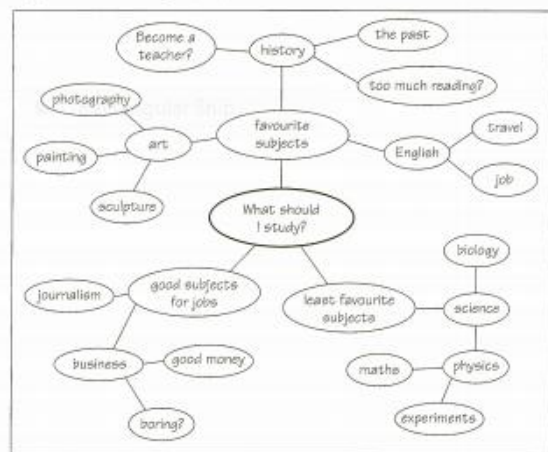 Become a
teacher?
history
the past
too much reading?
photography
art
painting
sculpture
favourite
subjects
English
travel
job
What should
I study?
good subjects
for jobs
journalism
business
good money
boring?
least favourite
subjects
biology
science
physics
maths
experiments